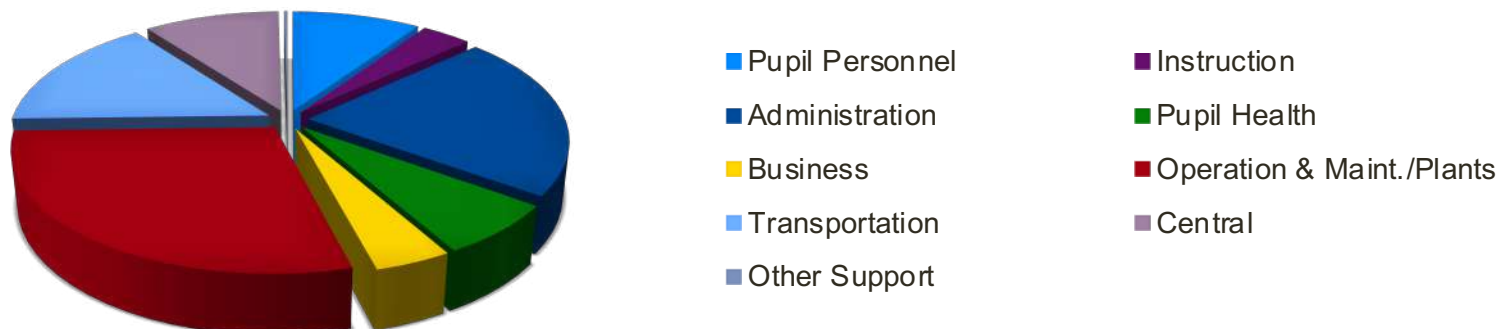 Pupil Personnel
Instruction
Administration
Pupil Health
Business
Operation & Maint./Plants
Transportation
Central
Other Support